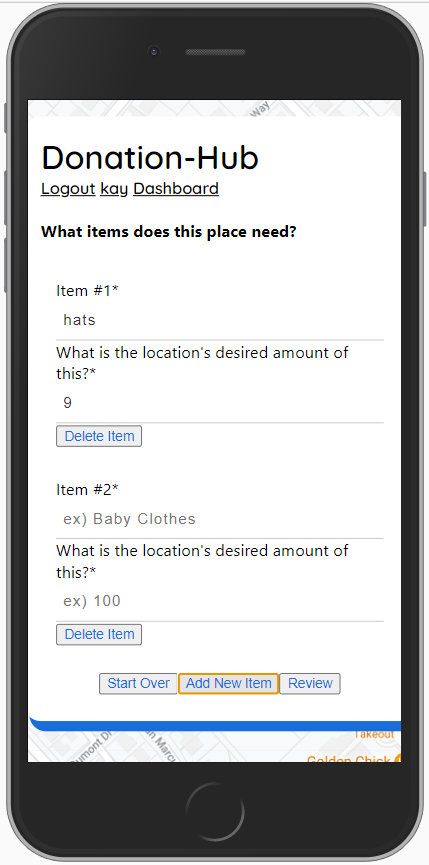 Way
Donation-Hub
Logout kay Dashboard
What items does this place need?
Item #1*
hats
What is the location's desired amount of
this?*
9
Delete Item
Item #2*
ex) Baby Clothes
What is the location's desired amount of
this?*
ex) 100
Delete Item
Start Over Add New Item Review
Takeout
Golden Chick